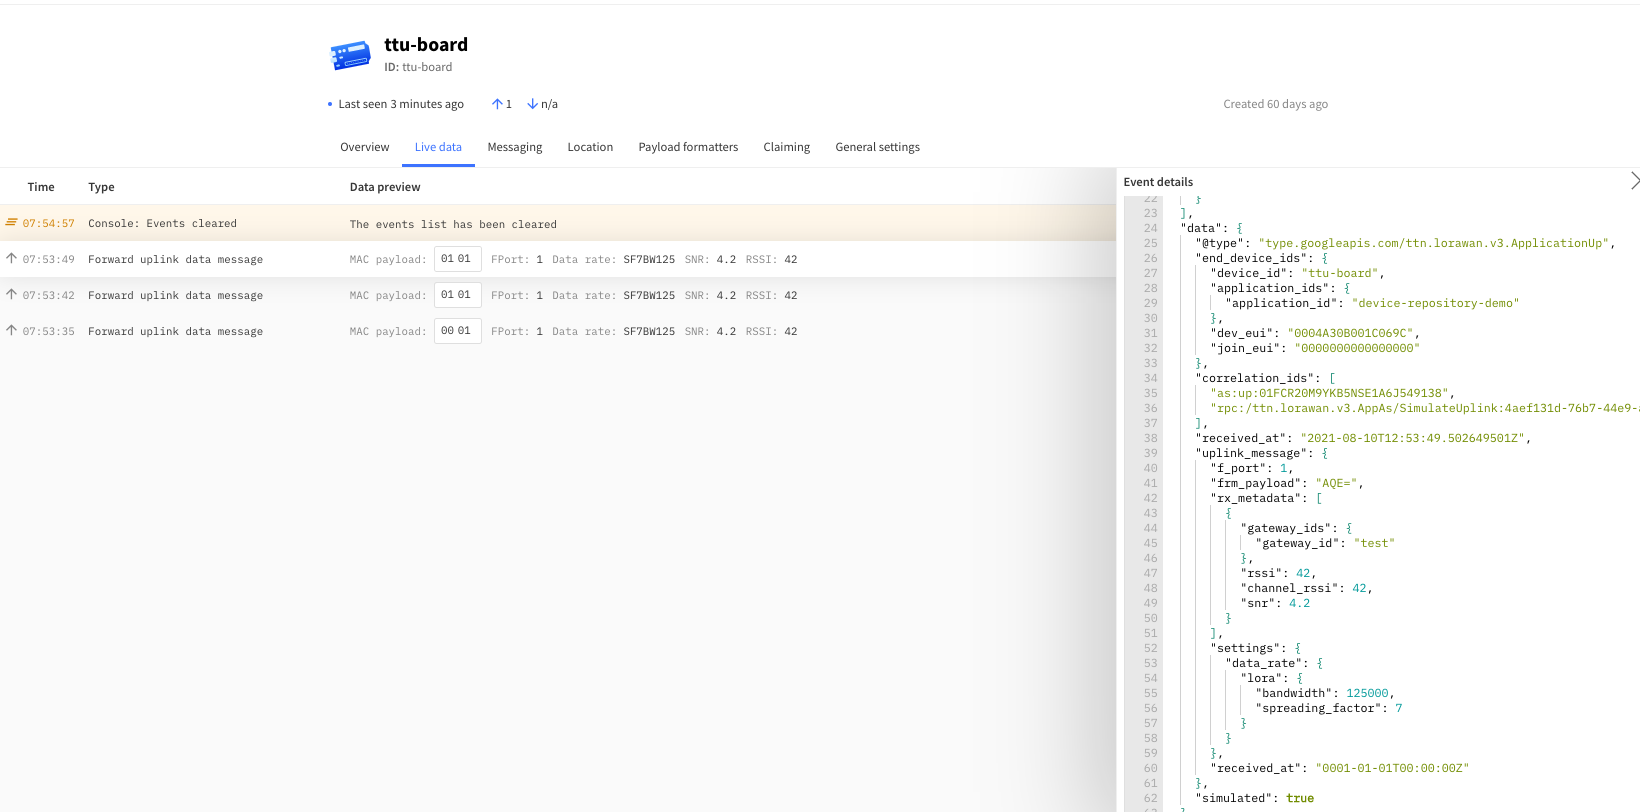 ttu-board
ID: ttu-board
Last seen 3 minutes ago 1 n/a Created 60 days ago
Overview Live data Messaging Location Payload formatters Claiming General settings
Time Type Data preview
07:54:57 Console: Events cleared The events list has been cleared
07:53:49 Forward uplink data message MAC payload: 01 01 FPort: 1 Data rate: SF7BW125 SNR: 4.2 RSSI: 42
07:53:42 Forward uplink data message MAC payload: 01 01 FPort: 1 Data rate: SF7BW125 SNR: 4.2 RSSI: 42
07:53:35 Forward uplink data message MAC payload: 00 01 FPort: 1 Data rate: SF7BW125 SNR: 4.2 RSSI: 42
Event details
22 }
23 ],
24 "data": {
25 "@type": "type.googleapis.com/ttn.lorawan.v3.ApplicationUp",
26 "end_device_ids": {
27 "device_id": "ttu-board",
28 "application_ids": {
29 "application_id": "device-repository-demo"
30 },
31 "dev_eui": "0004A30B001C069C",
32 "join_eui": "0000000000000000"
33 },
34 "correlation_ids": [
35 "as:up:01FCR20M9YKB5NSE1A6J549138",
36 "rpc:/ttn.lorawan.v3.AppAs/SimulateUplink:4aef131d-76b7-44e9-
37 ],
38 "received_at": "2021-08-10T12:53:49.502649501Z",
39 "uplink_message": {
40 "f_port": 1,
41 "frm_payload": "AQE=",
42 "rx_metadata": [
43 {
44 "gateway_ids": {
45 "gateway_id": "test"
46 },
47 "rssi": 42,
48 "channel_rssi": 42,
49 "snr": 4.2
50 }
51 ],
52 "settings": {
53 "data_rate": {
54 "lora": {
55 "bandwidth": 125000,
56 "spreading_factor": 7
57 }
58 }
59 },
60 "received_at": "0001-01-01T00:00:00Z"
61 },
62 "simulated": true